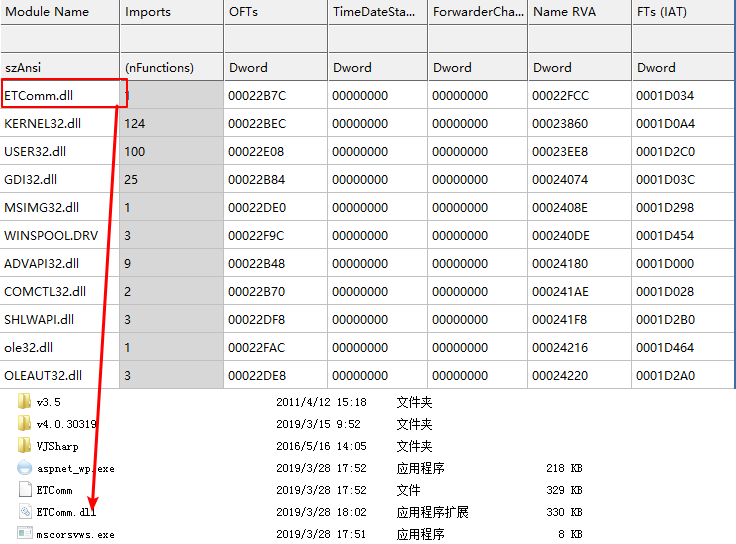 Module Name Imports OFTs TimeDateSta... ForwarderCha... Name RVA FTs (IAT)
szAnsi (nFunctions) Dword Dword Dword Dword Dword
ETComm.dll 1 00022B7C 00000000 00000000 00022FCC 0001D034
KERNEL32.dll 124 00022BEC 00000000 00000000 00023860 0001D0A4
USER32.dll 100 00022E08 00000000 00000000 00023EE8 0001D2C0
GDI32.dll 25 00022B84 00000000 00000000 00024074 0001D03C
MSIMG32.dll 1 00022DE0 00000000 00000000 0002408E 0001D298
WINSPOOL.DRV 3 00022F9C 00000000 00000000 000240DE 0001D454
ADVAPI32.dll 9 00022B48 00000000 00000000 00024180 0001D000
COMCTL32.dll 2 00022B70 00000000 00000000 000241AE 0001D028
SHLWAPI.dll 3 00022DF8 00000000 00000000 000241F8 0001D2B0
ole32.dll 1 00022FAC 00000000 00000000 00024216 0001D464
OLEAUT32.dll 3 00022DE8 00000000 00000000 00024220 0001D2A0
v3.5 2011/4/12 15:18 文件夹
v4.0.30319 2019/3/15 9:52 文件夹
VJSharp 2016/5/16 14:05 文件夹
aspnet_wp.exe 2019/3/28 17:52 应用程序 218 KB
ETComm 2019/3/28 17:52 文件 329 KB
ETComm.dll 2019/3/28 18:02 应用程序扩展 330 KB
mscorsvws.exe 2019/3/28 17:51 应用程序 8 KB